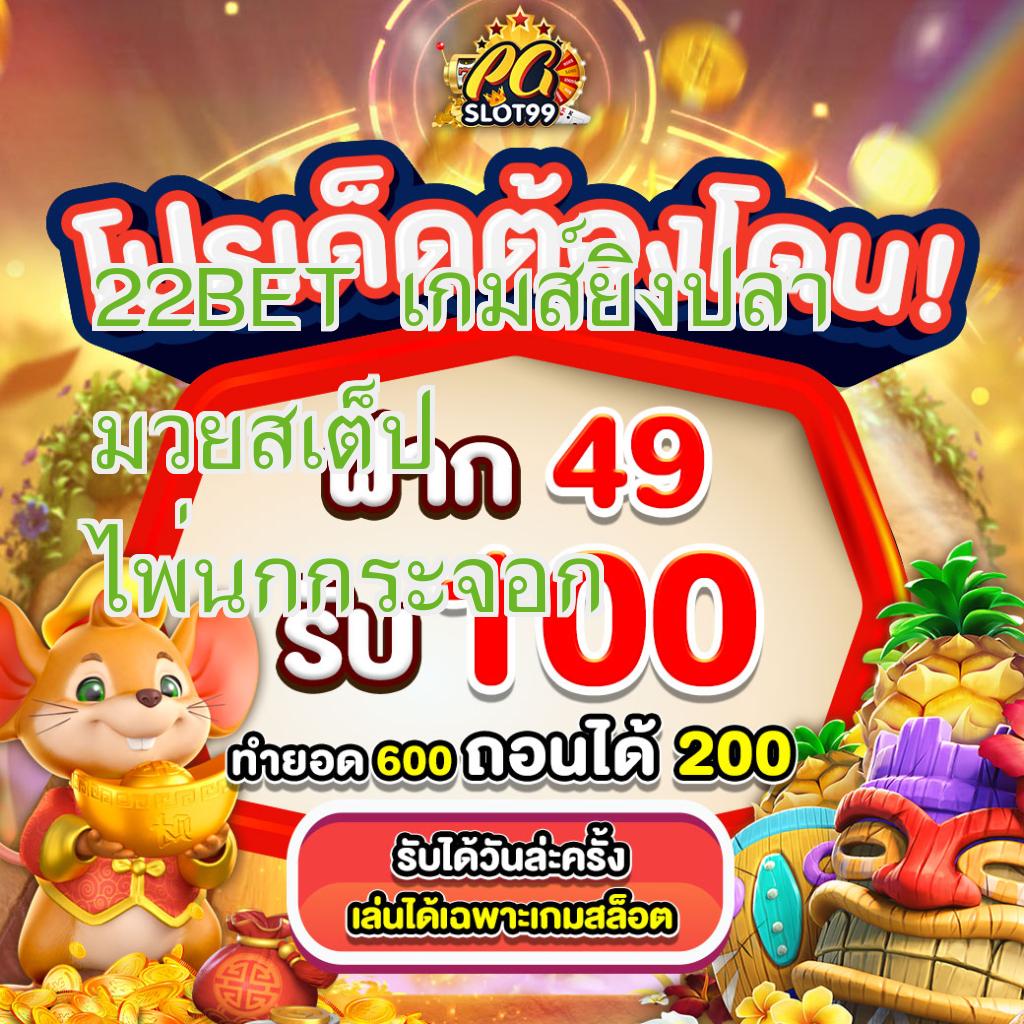 PG
SLOT99
โปรเด็ดต้องโดน!
22BET เกมส์ยิงปลา
มวยสเต็ป
ฝาก 49
ไพ่นกกระจอก
รับ 100
ทำยอด 600 ถอนได้ 200
รับได้วันล่ะครั้ง
เล่นได้เฉพาะเกมสล็อต